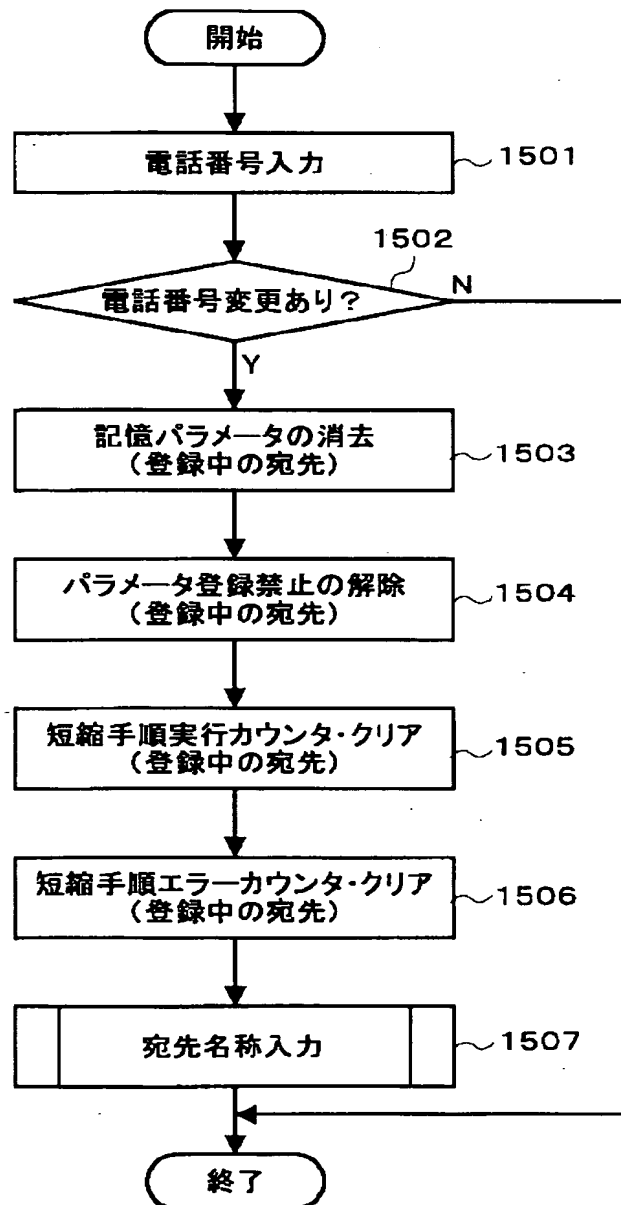 開始
電話番号入力
1501
1502
電話番号変更あり?
N
Y
記憶パラメータの消去
(登録中の宛先)
1503
パラメータ登録禁止の解除
(登録中の宛先)
1504
短縮手順実行カウンタ・クリア
(登録中の宛先)
1505
短縮手順エラーカウンタ・クリア
(登録中の宛先)
1506
宛先名称入力
1507
終了